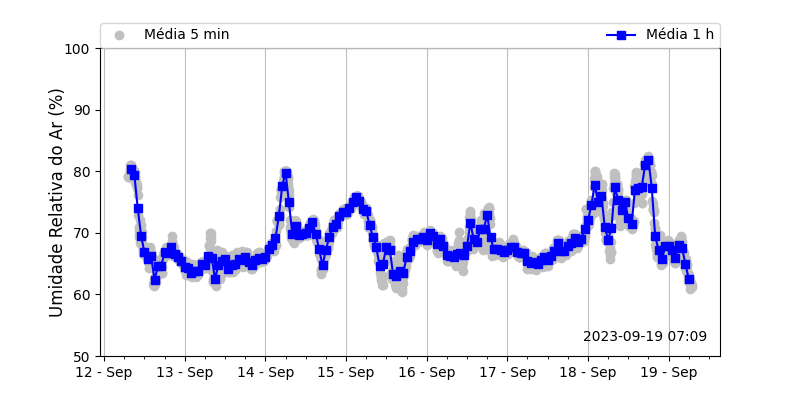 Média 5 min
Média 1 h
Umidade Relativa do Ar (%)
100
90
80
70
60
50
2023-09-19 07:09
12 - Sep
13 - Sep
14 - Sep
15 - Sep
16 - Sep
17 - Sep
18 - Sep
19 - Sep